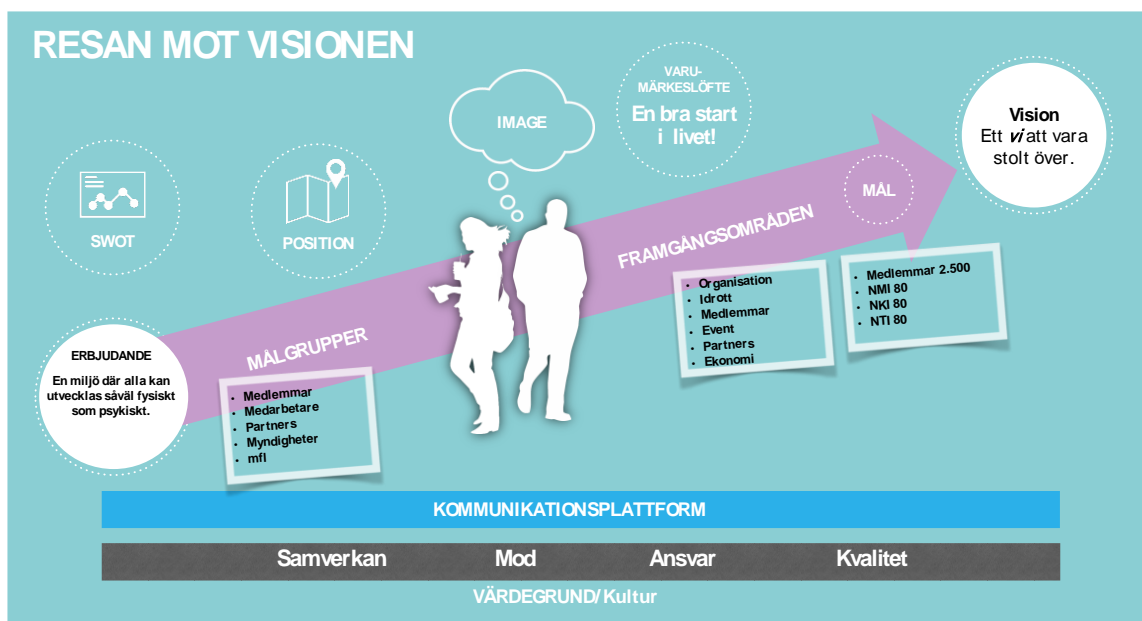 RESAN MOT VISIONEN
SWOT
POSITION
IMAGE
VARU-
MÄRKESLÖFTE
En bra start
i livet!
Vision
Ett vi att vara
stolt över.
MÅL
FRAMGÅNGSOMRÅDEN
• Organisation
• Idrott
• Medlemmar
• Event
• Partners
• Ekonomi
• Medlemmar 2.500
• NMI 80
• NKI 80
• NTI 80
ERBJUDANDE
En miljö där alla kan
utvecklas såväl fysiskt
som psykiskt.
MÅLGRUPPER
• Medlemmar
• Medarbetare
• Partners
• Myndigheter
• mfl
KOMMUNIKATIONSPLATTFORM
Samverkan Mod Ansvar Kvalitet
VÄRDEGRUND/Kultur